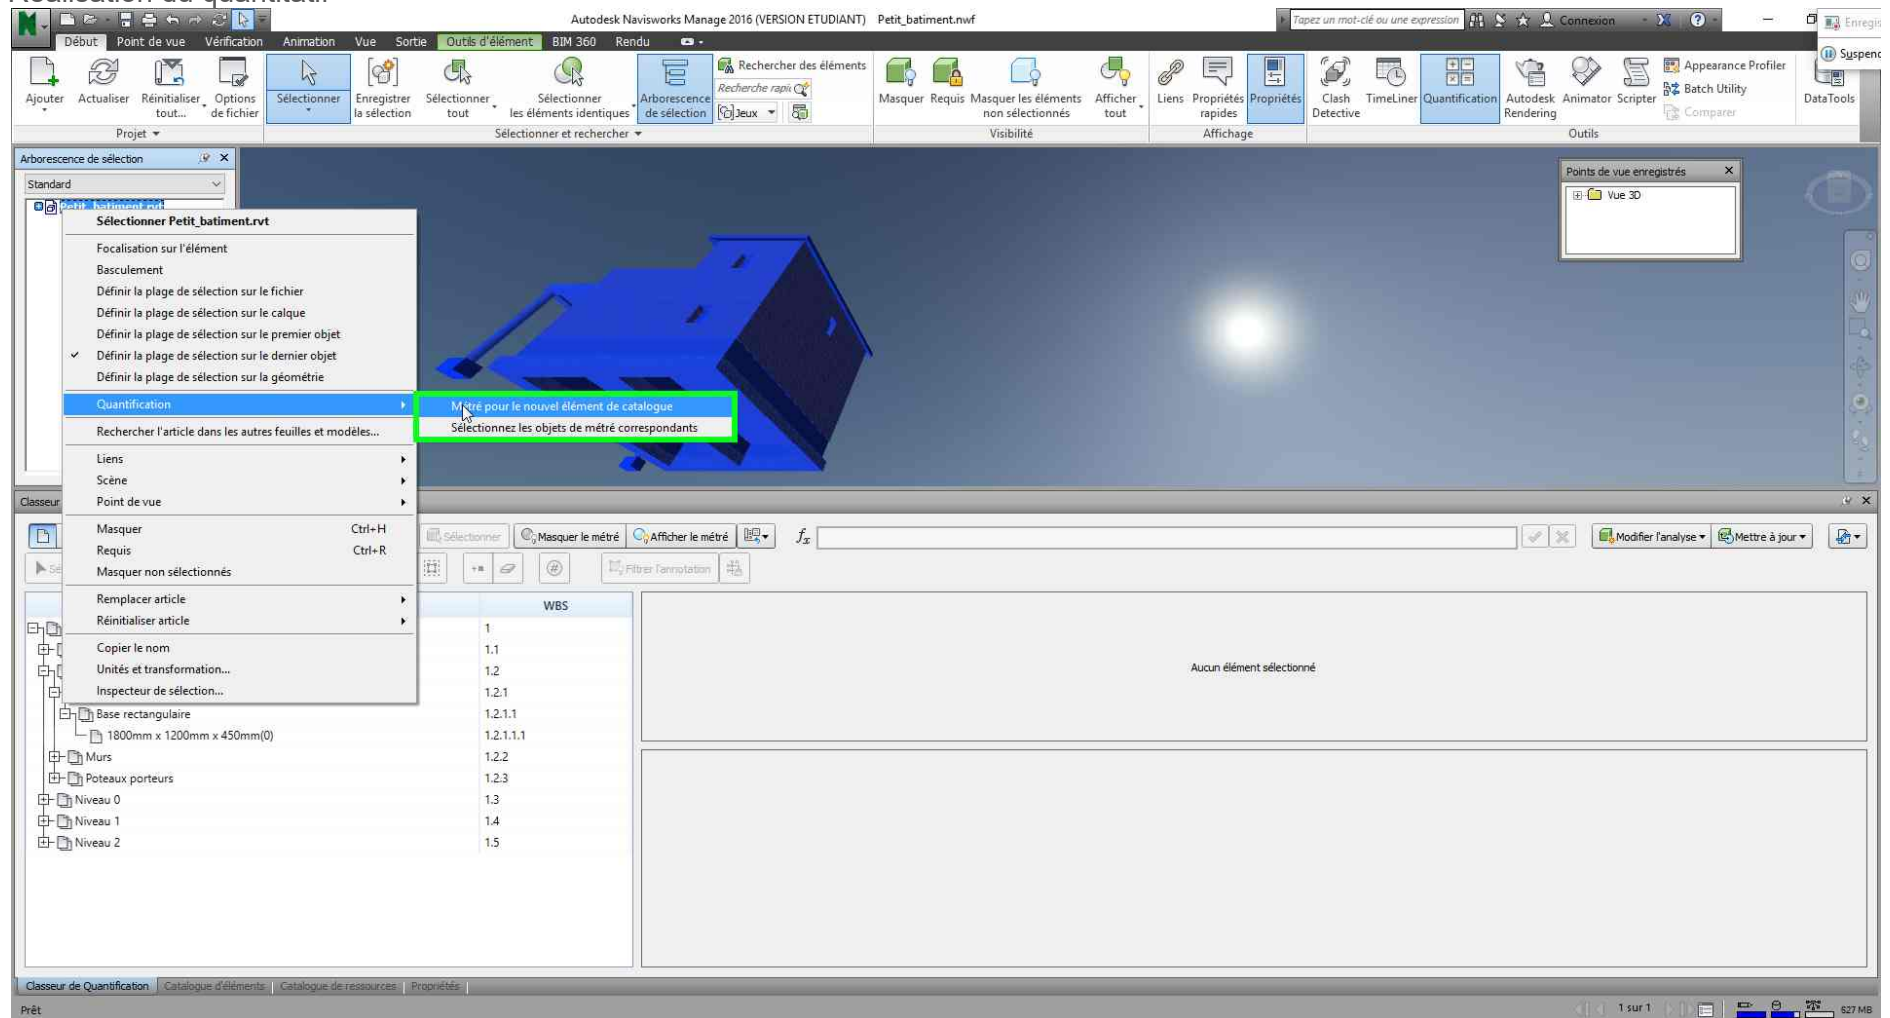 Réalisation du quantitatif
Autodesk Navisworks Manage 2016 (VERSION ETUDIANT) Petit_batiment.nwf
Tapez un mot-clé ou une expression
Connexion
Enregis
Début Point de vue Vérification Animation Vue Sortie Outils d'élément BIM 360 Rendu
Suspend
Ajouter
Actualiser
Réinitialiser tout...
Options de fichier
Projet
Sélectionner
Enregistrer la sélection
Sélectionner tout
Sélectionner les éléments identiques
Arborescence de sélection
Rechercher des éléments
Recherche rapi
Jeux
Sélectionner et rechercher
Masquer
Requis
Masquer les éléments non sélectionnés
Afficher tout
Visibilité
Liens
Propriétés rapides
Propriétés
Affichage
Clash Detective
TimeLiner
Quantification
Autodesk Rendering
Animator
Scripter
Appearance Profiler
Batch Utility
Comparer
DataTools
Outils
Arborescence de sélection
Standard
Petit_batiment.rvt
Points de vue enregistrés
Vue 3D
Sélectionner Petit_batiment.rvt
Focalisation sur l'élément
Basculement
Définir la plage de sélection sur le fichier
Définir la plage de sélection sur le calque
Définir la plage de sélection sur le premier objet
Définir la plage de sélection sur le dernier objet
Définir la plage de sélection sur la géométrie
Quantification
Métré pour le nouvel élément de catalogue
Sélectionnez les objets de métré correspondants
Rechercher l'article dans les autres feuilles et modèles...
Liens
Scène
Point de vue
Masquer Ctrl+H
Requis Ctrl+R
Masquer non sélectionnés
Remplacer article
Réinitialiser article
Copier le nom
Unités et transformation...
Inspecteur de sélection...
Classeur
Sélectionner
Masquer le métré
Afficher le métré
fx
Modifier l'analyse
Mettre à jour
Filtrer l'annotation
WBS
1
1.1
1.2
1.2.1
Base rectangulaire 1.2.1.1
1800mm x 1200mm x 450mm(0) 1.2.1.1.1
Murs 1.2.2
Poteaux porteurs 1.2.3
Niveau 0 1.3
Niveau 1 1.4
Niveau 2 1.5
Aucun élément sélectionné
Classeur de Quantification Catalogue d'éléments Catalogue de ressources Propriétés
Prêt
1 sur 1
627 MB